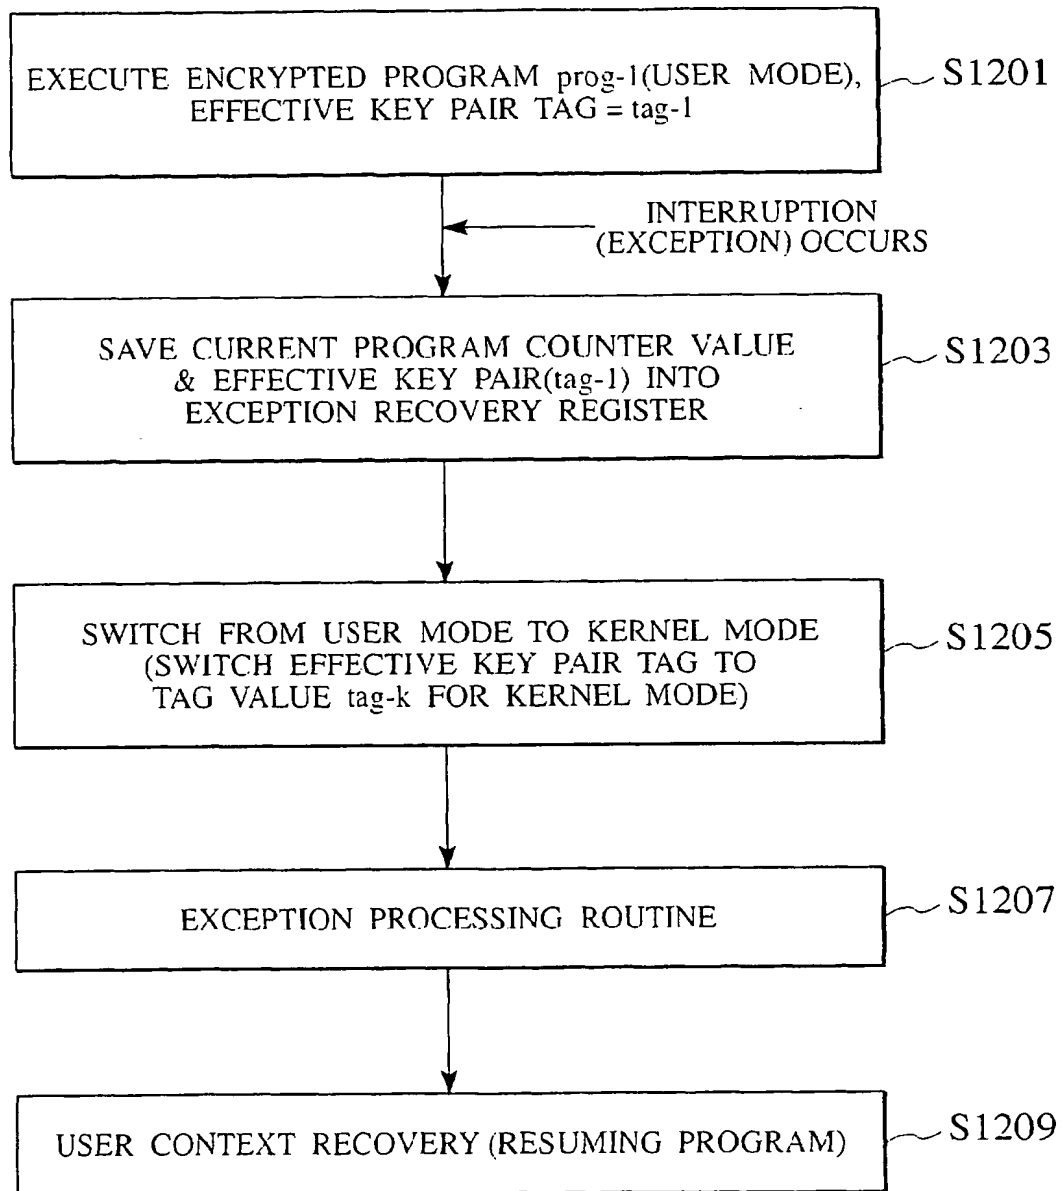 EXECUTE ENCRYPTED PROGRAM prog-1(USER MODE),
EFFECTIVE KEY PAIR TAG = tag-1
S1201
INTERRUPTION
(EXCEPTION) OCCURS
SAVE CURRENT PROGRAM COUNTER VALUE
& EFFECTIVE KEY PAIR(tag-1) INTO
EXCEPTION RECOVERY REGISTER
S1203
SWITCH FROM USER MODE TO KERNEL MODE
(SWITCH EFFECTIVE KEY PAIR TAG TO
TAG VALUE tag-k FOR KERNEL MODE)
S1205
EXCEPTION PROCESSING ROUTINE
S1207
USER CONTEXT RECOVERY (RESUMING PROGRAM)
S1209